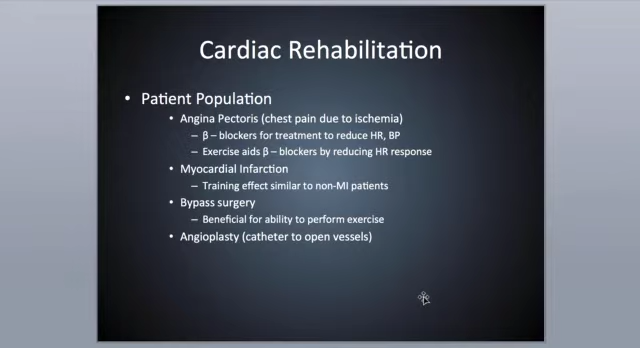 Cardiac Rehabilitation
• Patient Population
• Angina Pectoris (chest pain due to ischemia)
– β – blockers for treatment to reduce HR, BP
– Exercise aids β – blockers by reducing HR response
• Myocardial Infarction
– Training effect similar to non-MI patients
• Bypass surgery
– Beneficial for ability to perform exercise
• Angioplasty (catheter to open vessels)